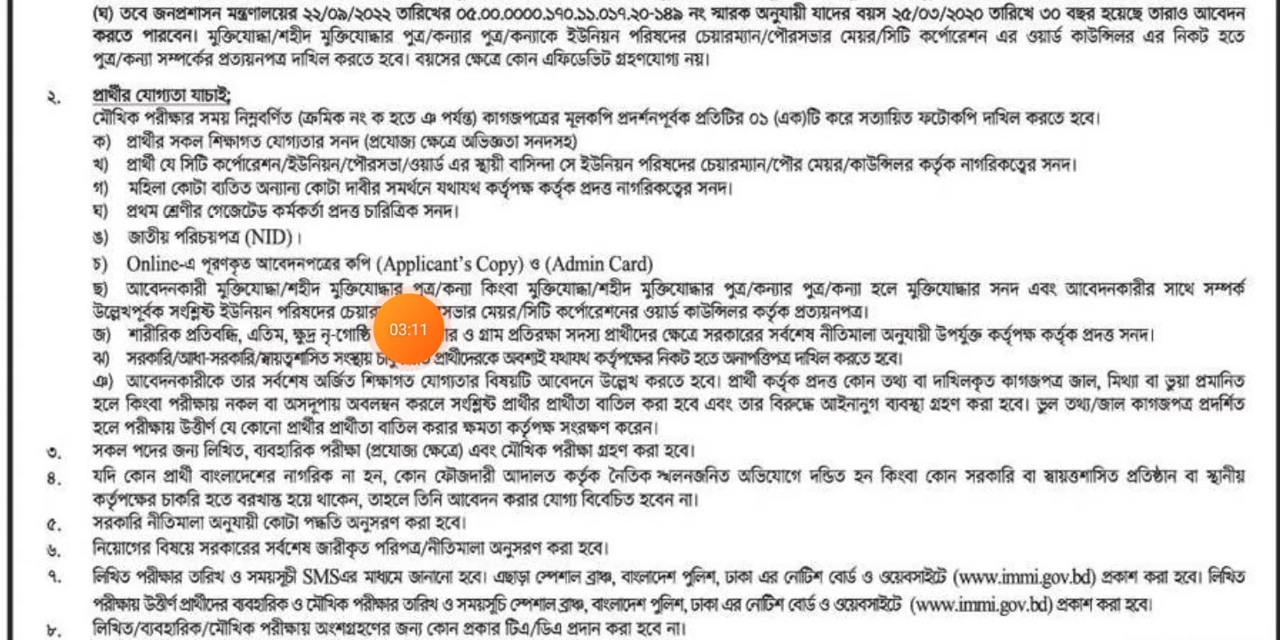 (ঘ) তবে জনপ্রশাসন মন্ত্রণালয়ের ২২/০৯/২০২২ তারিখের ০৫.০০.০০০০.১৭০.১১.০১৭.২০-১৪৯ নং স্মারক অনুযায়ী যাদের বয়স ২৫/০৩/২০২০ তারিখে ৩০ বছর হয়েছে তারাও আবেদন
করতে পারবেন। মুক্তিযোদ্ধা/শহীদ মুক্তিযোদ্ধার পুত্র/কন্যার পুত্র/কন্যাকে ইউনিয়ন পরিষদের চেয়ারম্যান/পৌরসভার মেয়র/সিটি কর্পোরেশন এর ওয়ার্ড কাউন্সিলর এর নিকট হতে
পুত্র/কন্যা সম্পর্কের প্রত্যয়নপত্র দাখিল করতে হবে। বয়সের ক্ষেত্রে কোন এফিডেভিট গ্রহণযোগ্য নয়।
২. প্রার্থীর যোগ্যতা যাচাই;
মৌখিক পরীক্ষার সময় নিম্নবর্ণিত (ক্রমিক নং ক হতে ঞ পর্যন্ত) কাগজপত্রের মূলকপি প্রদর্শনপূর্বক প্রতিটির ০১ (এক)টি করে সত্যায়িত ফটোকপি দাখিল করতে হবে।
ক) প্রার্থীর সকল শিক্ষাগত যোগ্যতার সনদ (প্রযোজ্য ক্ষেত্রে অভিজ্ঞতা সনদসহ)
খ) প্রার্থী যে সিটি কর্পোরেশন/ইউনিয়ন/পৌরসভা/ওয়ার্ড এর স্থায়ী বাসিন্দা সে ইউনিয়ন পরিষদের চেয়ারম্যান/পৌর মেয়র/কাউন্সিলর কর্তৃক নাগরিকত্বের সনদ।
গ) মহিলা কোটা ব্যতিত অন্যান্য কোটা দাবীর সমর্থনে যথাযথ কর্তৃপক্ষ কর্তৃক প্রদত্ত নাগরিকত্বের সনদ।
ঘ) প্রথম শ্রেণীর গেজেটেড কর্মকর্তা প্রদত্ত চারিত্রিক সনদ।
ঙ) জাতীয় পরিচয়পত্র (NID)।
চ) Online-এ পূরণকৃত আবেদনপত্রের কপি (Applicant's Copy) ও (Admin Card)
ছ) আবেদনকারী মুক্তিযোদ্ধা/শহীদ মুক্তিযোদ্ধার পুত্র/কন্যা কিংবা মুক্তিযোদ্ধা/শহীদ মুক্তিযোদ্ধার পুত্র/কন্যার পুত্র/কন্যা হলে মুক্তিযোদ্ধার সনদ এবং আবেদনকারীর সাথে সম্পর্ক
উল্লেখপূর্বক সংশ্লিষ্ট ইউনিয়ন পরিষদের চেয়ার সভার মেয়র/সিটি কর্পোরেশনের ওয়ার্ড কাউন্সিলর কর্তৃক প্রত্যয়নপত্র।
03:11
জ) শারীরিক প্রতিবন্ধি, এতিম, ক্ষুদ্র নৃ-গোষ্ঠি র ও গ্রাম প্রতিরক্ষা সদস্য প্রার্থীদের ক্ষেত্রে সরকারের সর্বশেষ নীতিমালা অনুযায়ী উপর্যুক্ত কর্তৃপক্ষ কর্তৃক প্রদত্ত সনদ।
ঝ) সরকারি/আধা-সরকারি/স্বায়ত্বশাসিত সংস্থায় প্রার্থীদেরকে অবশ্যই যথাযথ কর্তৃপক্ষের নিকট হতে অনাপত্তিপত্র দাখিল করতে হবে।
ঞ) আবেদনকারীকে তার সর্বশেষ অর্জিত শিক্ষাগত যোগ্যতার বিষয়টি আবেদনে উল্লেখ করতে হবে। প্রার্থী কর্তৃক প্রদত্ত কোন তথ্য বা দাখিলকৃত কাগজপত্র জাল, মিথ্যা বা ভুয়া প্রমানিত
হলে কিংবা পরীক্ষায় নকল বা অসদুপায় অবলম্বন করলে সংশ্লিষ্ট প্রার্থীর প্রার্থীতা বাতিল করা হবে এবং তার বিরুদ্ধে আইনানুগ ব্যবস্থা গ্রহণ করা হবে। ভুল তথ্য/জাল কাগজপত্র প্রদর্শিত
হলে পরীক্ষায় উত্তীর্ণ যে কোনো প্রার্থীর প্রার্থীতা বাতিল করার ক্ষমতা কর্তৃপক্ষ সংরক্ষণ করেন।
৩. সকল পদের জন্য লিখিত, ব্যবহারিক পরীক্ষা (প্রযোজ্য ক্ষেত্রে) এবং মৌখিক পরীক্ষা গ্রহণ করা হবে।
৪. যদি কোন প্রার্থী বাংলাদেশের নাগরিক না হন, কোন ফৌজদারী আদালত কর্তৃক নৈতিক স্খলনজনিত অভিযোগে দন্ডিত হন কিংবা কোন সরকারি বা স্বায়ত্তশাসিত প্রতিষ্ঠান বা স্থানীয়
কর্তৃপক্ষের চাকরি হতে বরখাস্ত হয়ে থাকেন, তাহলে তিনি আবেদন করার যোগ্য বিবেচিত হবেন না।
৫. সরকারি নীতিমালা অনুযায়ী কোটা পদ্ধতি অনুসরণ করা হবে।
৬. নিয়োগের বিষয়ে সরকারের সর্বশেষ জারীকৃত পরিপত্র/নীতিমালা অনুসরণ করা হবে।
৭. লিখিত পরীক্ষার তারিখ ও সময়সূচী SMSএর মাধ্যমে জানানো হবে। এছাড়া স্পেশাল ব্রাঞ্চ, বাংলাদেশ পুলিশ, ঢাকা এর নোটিশ বোর্ড ও ওয়েবসাইটে (www.immi.gov.bd) প্রকাশ করা হবে। লিখিত
পরীক্ষায় উত্তীর্ণ প্রার্থীদের ব্যবহারিক ও মৌখিক পরীক্ষার তারিখ ও সময়সূচি স্পেশাল ব্রাঞ্চ, বাংলাদেশ পুলিশ, ঢাকা এর নোটিশ বোর্ড ও ওয়েবসাইটে (www.immi.gov.bd) প্রকাশ করা হবে।
৮. লিখিত/ব্যবহারিক/মৌখিক পরীক্ষায় অংশগ্রহণের জন্য কোন প্রকার টিএ/ডিএ প্রদান করা হবে না।